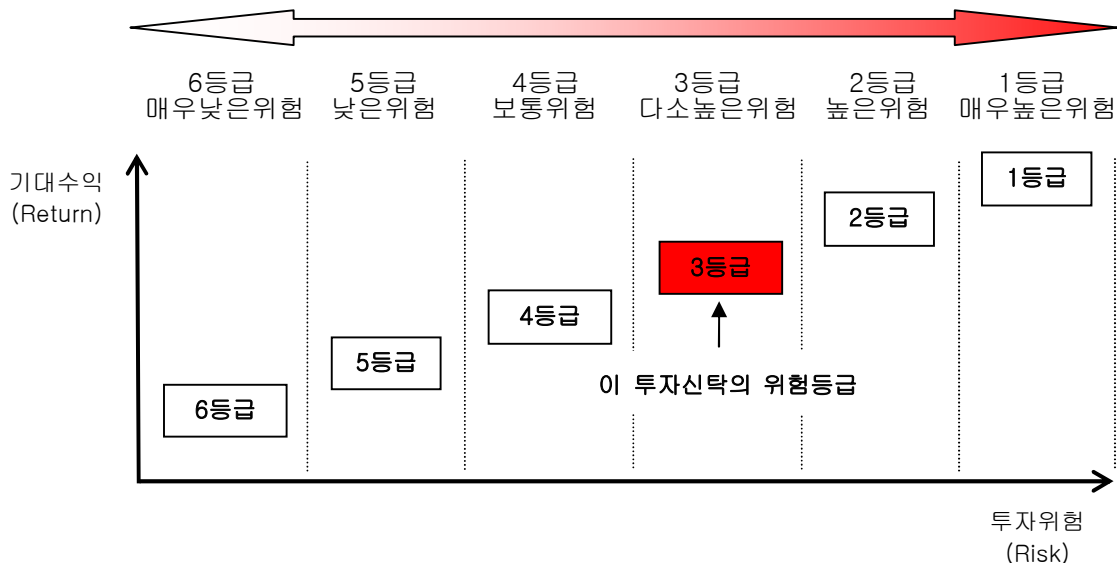 6등급 5등급 4등급 3등급 2등급 1등급
매우낮은위험 낮은위험 보통위험 다소높은위험 높은위험 매우높은위험
기대수익
(Return)
1등급
2등급
3등급
4등급
5등급
이 투자신탁의 위험등급
6등급
투자위험
(Risk)